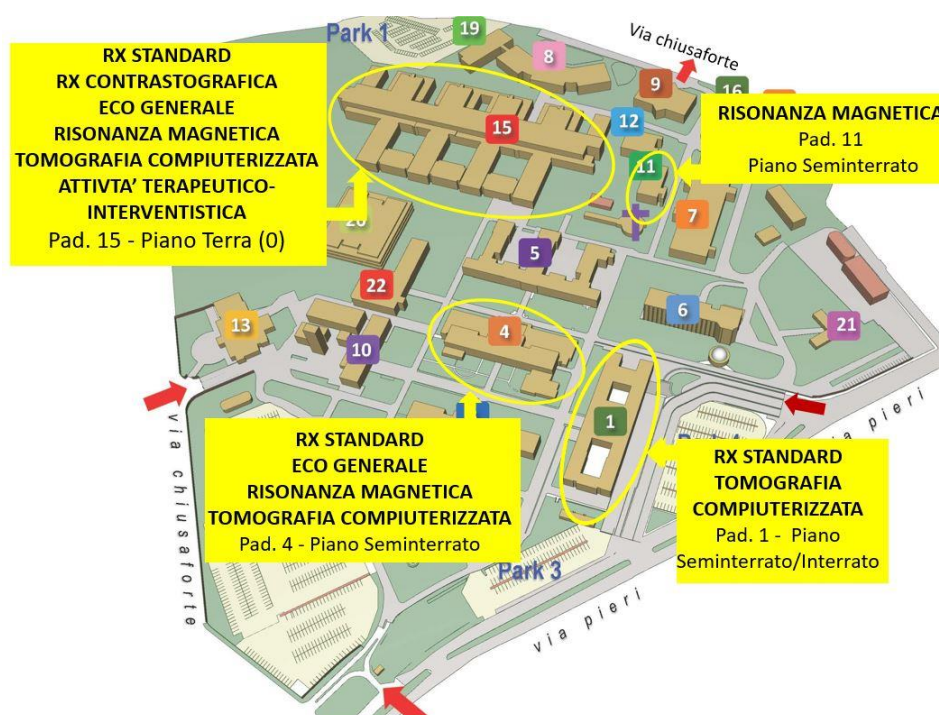 Park 1
19
8
Via chiusaforte
9
16
RX STANDARD
RX CONTRASTOGRAFICA
ECO GENERALE
RISONANZA MAGNETICA
TOMOGRAFIA COMPIUTERIZZATA
ATTIVTA’ TERAPEUTICO-
INTERVENTISTICA
Pad. 15 - Piano Terra (0)
15
12
11
RISONANZA MAGNETICA
Pad. 11
Piano Seminterrato
20
7
5
22
13
10
4
6
21
1
via chiusaforte
RX STANDARD
ECO GENERALE
RISONANZA MAGNETICA
TOMOGRAFIA COMPIUTERIZZATA
Pad. 4 - Piano Seminterrato
RX STANDARD
TOMOGRAFIA
COMPIUTERIZZATA
Pad. 1 - Piano
Seminterrato/Interrato
via pieri
Park 3
via pieri